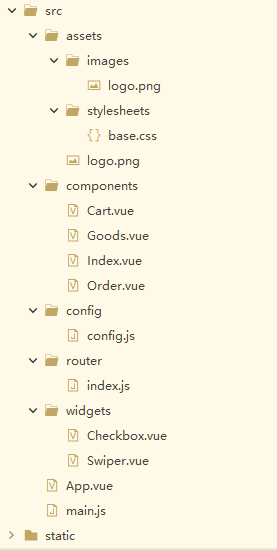 src
assets
images
logo.png
stylesheets
base.css
logo.png
components
Cart.vue
Goods.vue
Index.vue
Order.vue
config
config.js
router
index.js
widgets
Checkbox.vue
Swiper.vue
App.vue
main.js
static